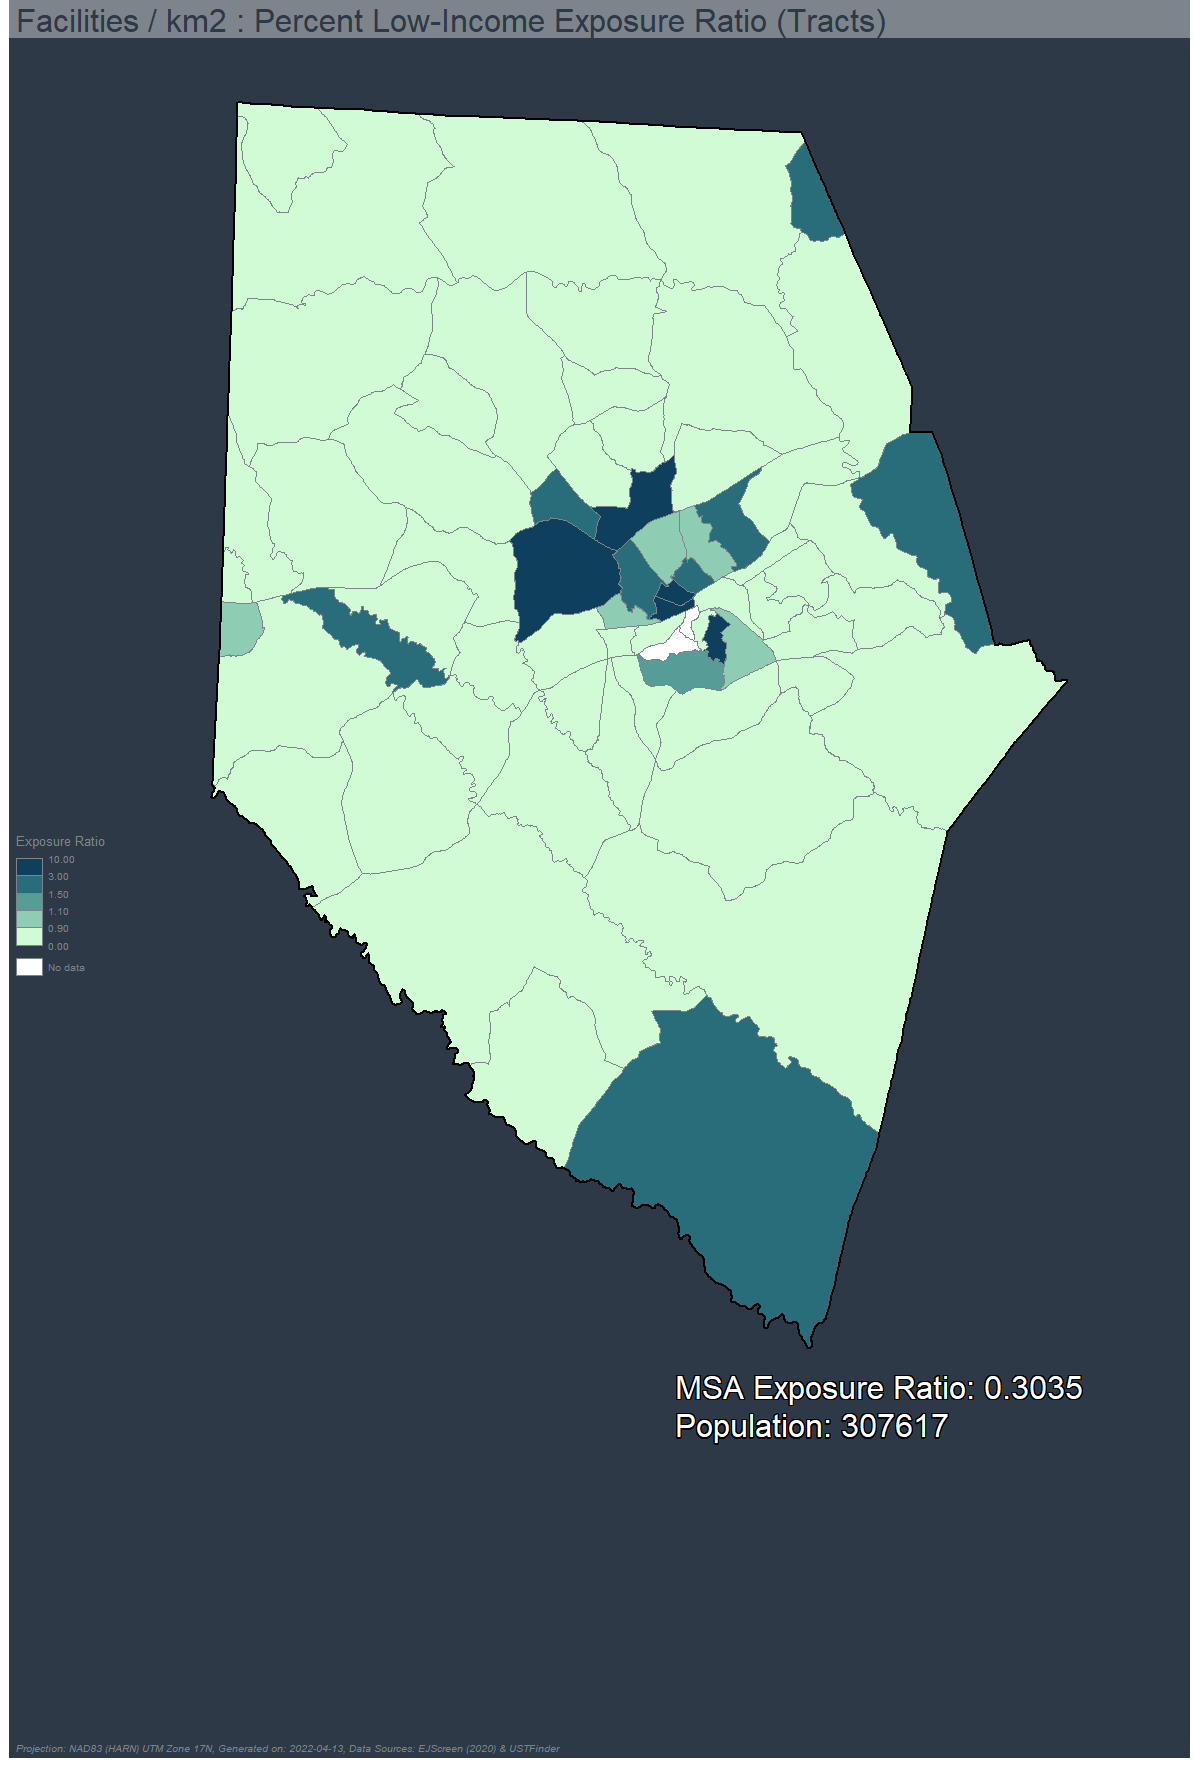 Facilities / km2 : Percent Low-Income Exposure Ratio (Tracts)
Exposure Ratio
10.00
3.00
1.50
1.10
0.90
0.00
No data
MSA Exposure Ratio: 0.3035
Population: 307617
Projection: NAD83 (HARN) UTM Zone 17N, Generated on: 2022-04-13, Data Sources: EJScreen (2020) & USTFinder